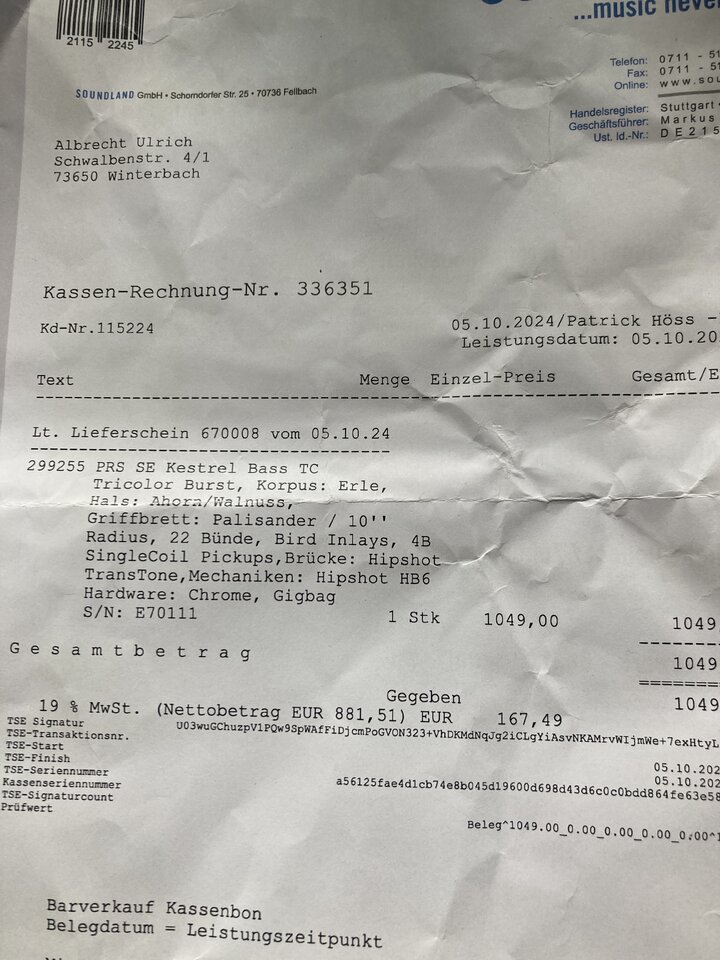 ...music neve
2115 2245
Telefon: 0711 - 51
Fax: 0711 - 51
Online: www.sou
SOUNDLAND GmbH • Schorndorfer Str. 25 • 70736 Fellbach
Handelsregister: Stuttgart
Geschäftsführer: Markus
Ust. Id.-Nr.: DE215
Albrecht Ulrich
Schwalbenstr. 4/1
73650 Winterbach
Kassen-Rechnung-Nr. 336351
Kd-Nr.115224
05.10.2024/Patrick Höss -
Leistungsdatum: 05.10.20
Text Menge Einzel-Preis Gesamt/E
Lt. Lieferschein 670008 vom 05.10.24
299255 PRS SE Kestrel Bass TC
Tricolor Burst, Korpus: Erle,
Hals: Ahorn/Walnuss,
Griffbrett: Palisander / 10''
Radius, 22 Bünde, Bird Inlays, 4B
SingleCoil Pickups,Brücke: Hipshot
TransTone,Mechaniken: Hipshot HB6
Hardware: Chrome, Gigbag
S/N: E70111 1 Stk 1049,00 1049
Gesamtbetrag 1049
Gegeben 1049
19 % MwSt. (Nettobetrag EUR 881,51) EUR 167,49
TSE Signatur U03wuGChuzpV1PQw9SpWAfFiDjcmPoGVON323+VhDKMdNqJg2iCLgYiAsvNKAMrvWIjmWe+7exHtyL
TSE-Transaktionsnr.
TSE-Start 05.10.202
TSE-Finish 05.10.202
TSE-Seriennummer a56125fae4d1cb74e8b045d19600d698d43d6c0c0bdd864fe63e58
Kassenseriennummer
TSE-Signaturcount
Prüfwert Beleg^1049.00_0.00_0.00_0.00_0.00^1
Barverkauf Kassenbon
Belegdatum = Leistungszeitpunkt